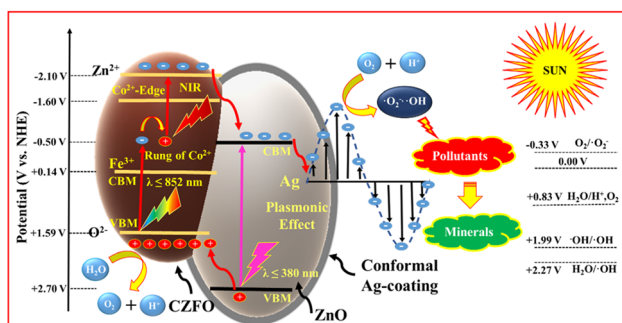 Potential (V vs. NHE)
Zn²⁺
-2.10 V
-1.60 V
-0.50 V
+0.14 V
+1.59 V
+2.70 V
Co²⁺-Edge
NIR
Rung of Co²⁺
Fe³⁺
CBM
λ ≤ 852 nm
O²⁻
VBM
H₂O
O₂ + H⁺
CZFO
CBM
λ ≤ 380 nm
VBM
ZnO
Ag
Plasmonic
Effect
Conformal
Ag-coating
O₂ + H⁺
·O₂⁻ ·OH
Pollutants
Minerals
SUN
-0.33 V O₂/·O₂⁻
0.00 V
+0.83 V H₂O/H⁺,O₂
+1.99 V ·OH/·OH
+2.27 V H₂O/·OH